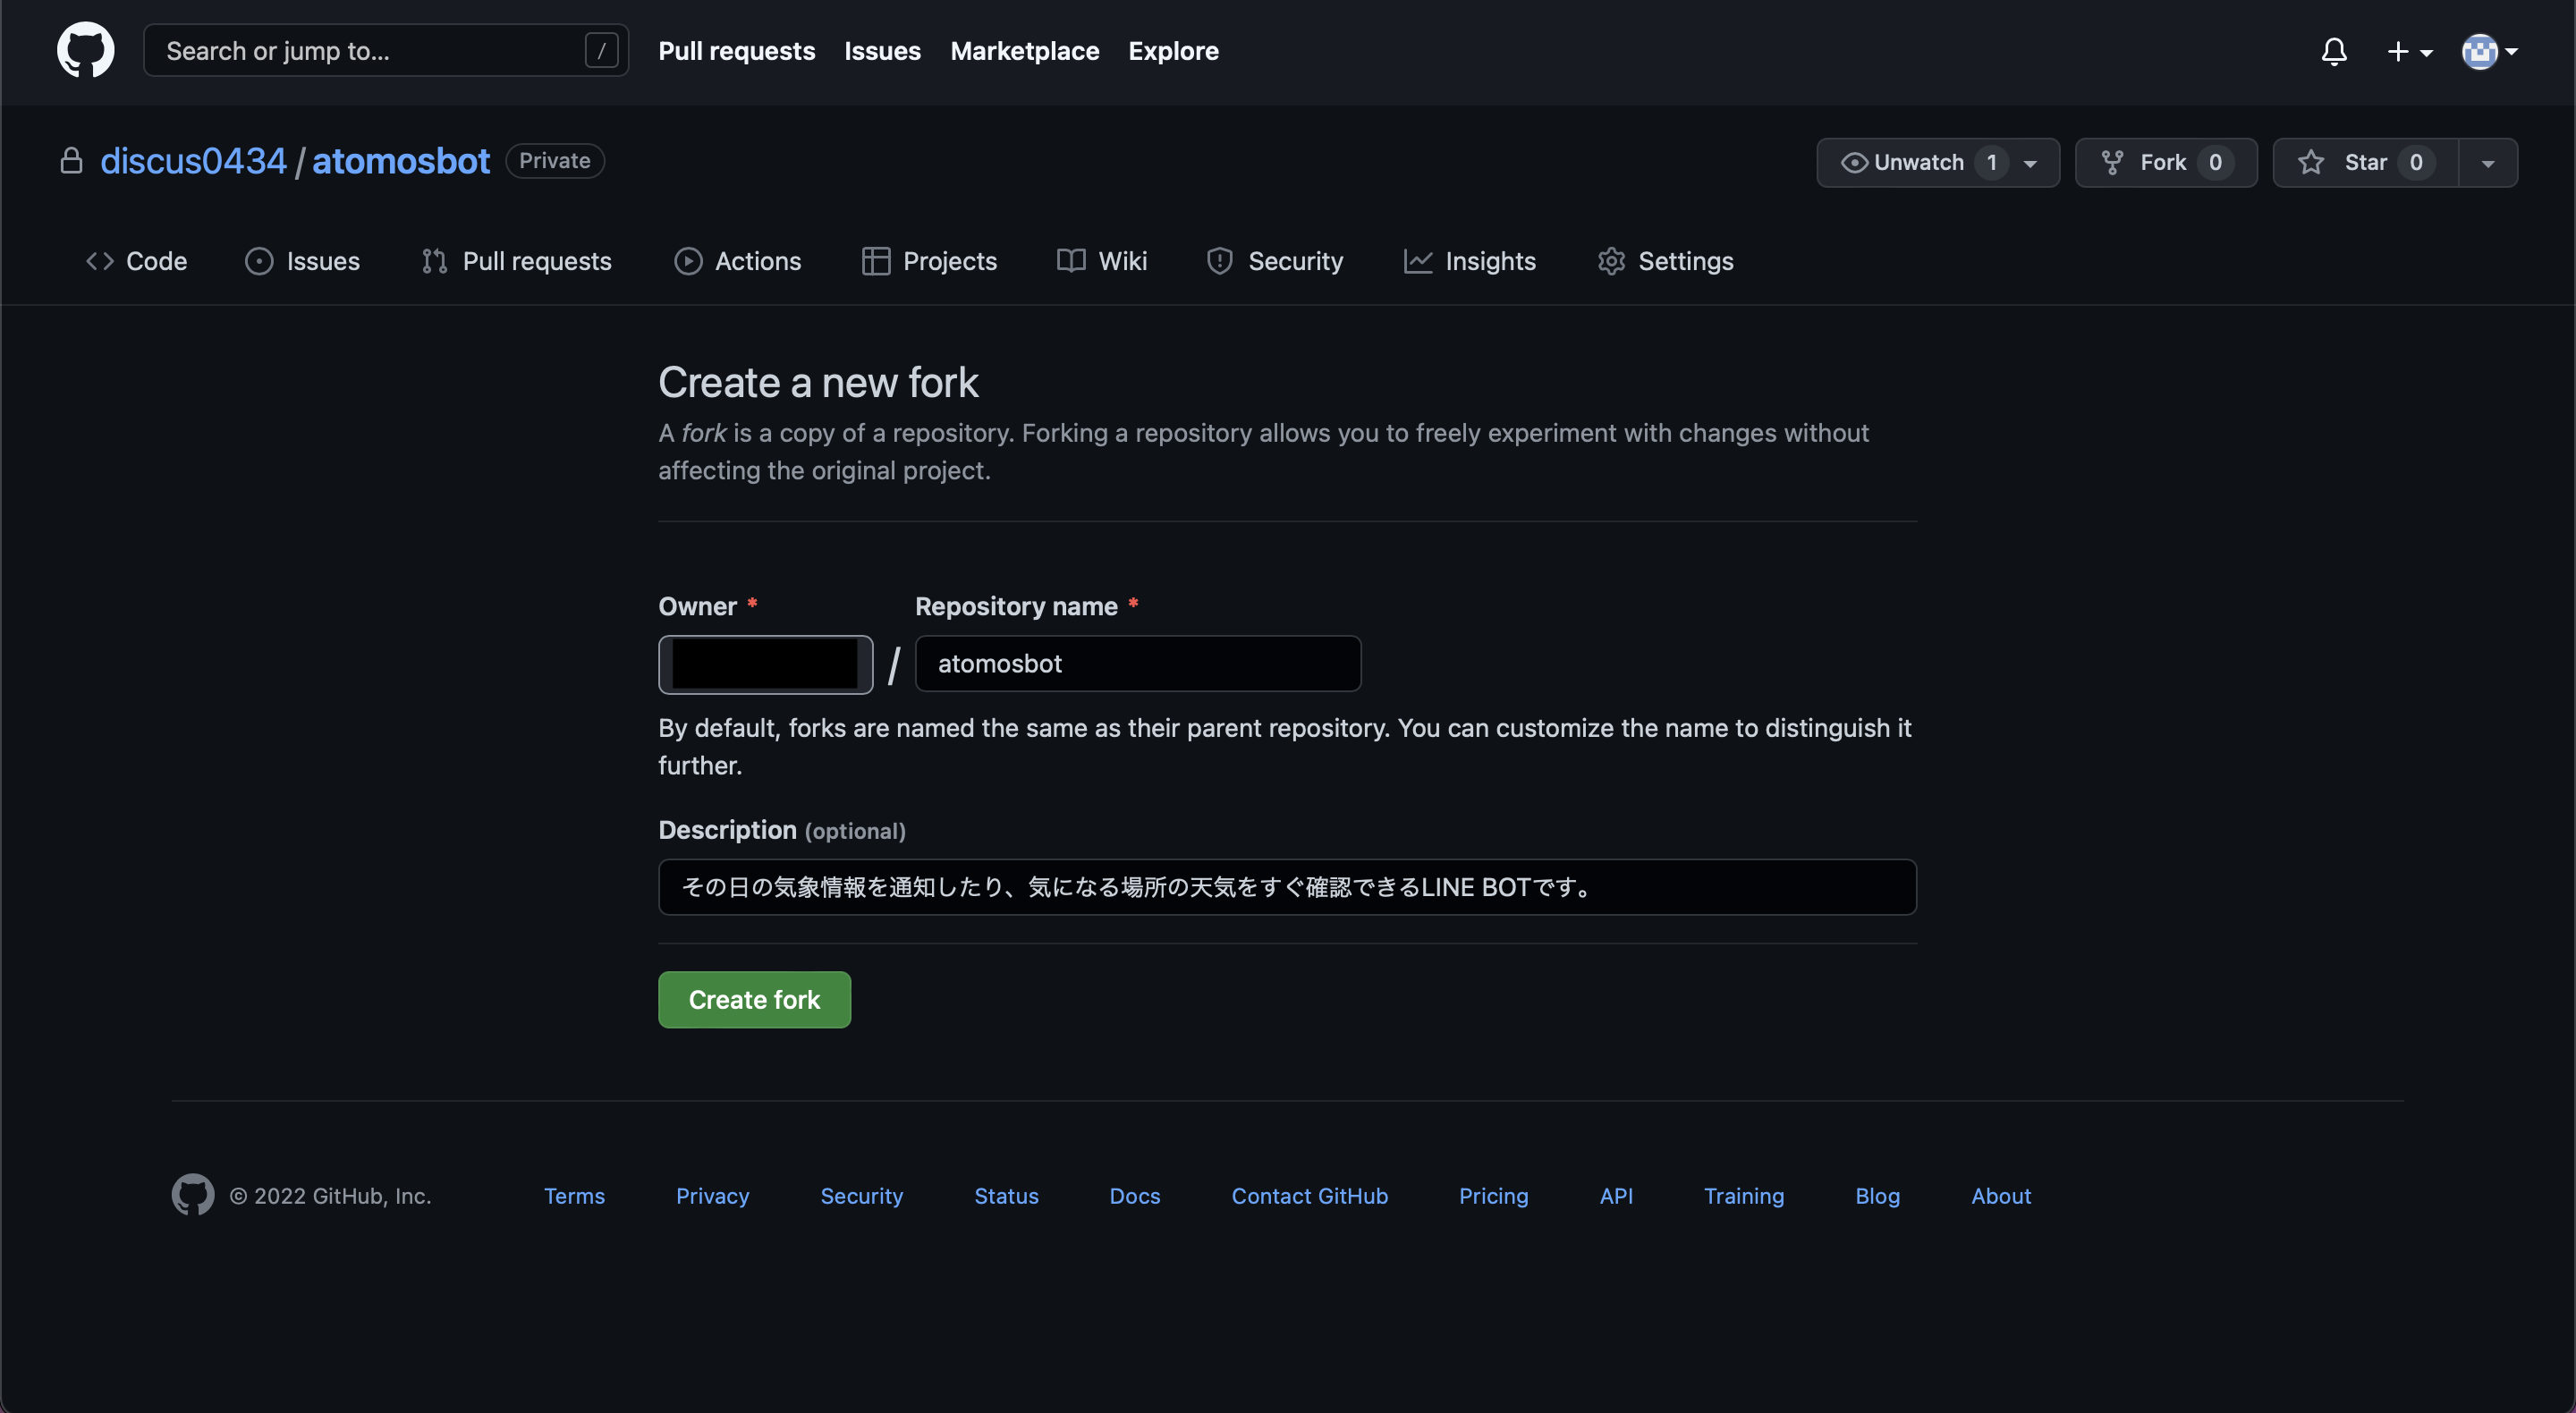 Search or jump to... / Pull requests Issues Marketplace Explore
discus0434 / atomosbot Private Unwatch 1 Fork 0 Star 0
Code Issues Pull requests Actions Projects Wiki Security Insights Settings
Create a new fork
A fork is a copy of a repository. Forking a repository allows you to freely experiment with changes without
affecting the original project.
Owner * Repository name *
/ atomosbot
By default, forks are named the same as their parent repository. You can customize the name to distinguish it
further.
Description (optional)
その日の気象情報を通知したり、気になる場所の天気をすぐ確認できるLINE BOTです。
Create fork
© 2022 GitHub, Inc. Terms Privacy Security Status Docs Contact GitHub Pricing API Training Blog About